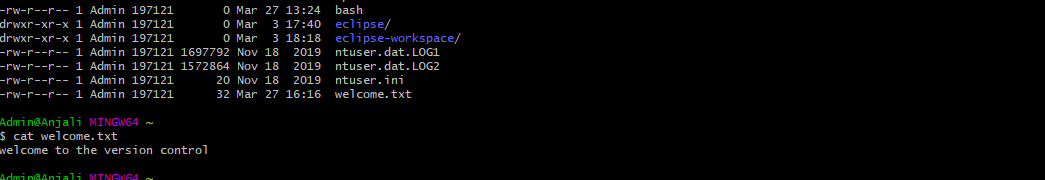 -rw-r--r-- 1 Admin 197121       0 Mar 27 13:24  bash
drwxr-xr-x 1 Admin 197121       0 Mar  3 17:40  eclipse/
drwxr-xr-x 1 Admin 197121       0 Mar  3 18:18  eclipse-workspace/
-rw-r--r-- 1 Admin 197121 1697792 Nov 18  2019  ntuser.dat.LOG1
-rw-r--r-- 1 Admin 197121 1572864 Nov 18  2019  ntuser.dat.LOG2
-rw-r--r-- 1 Admin 197121      20 Nov 18  2019  ntuser.ini
-rw-r--r-- 1 Admin 197121      32 Mar 27 16:16  welcome.txt
Admin@Anjali MINGW64 ~
$ cat welcome.txt
welcome to the version control
Admin@Anjali MINGW64 ~